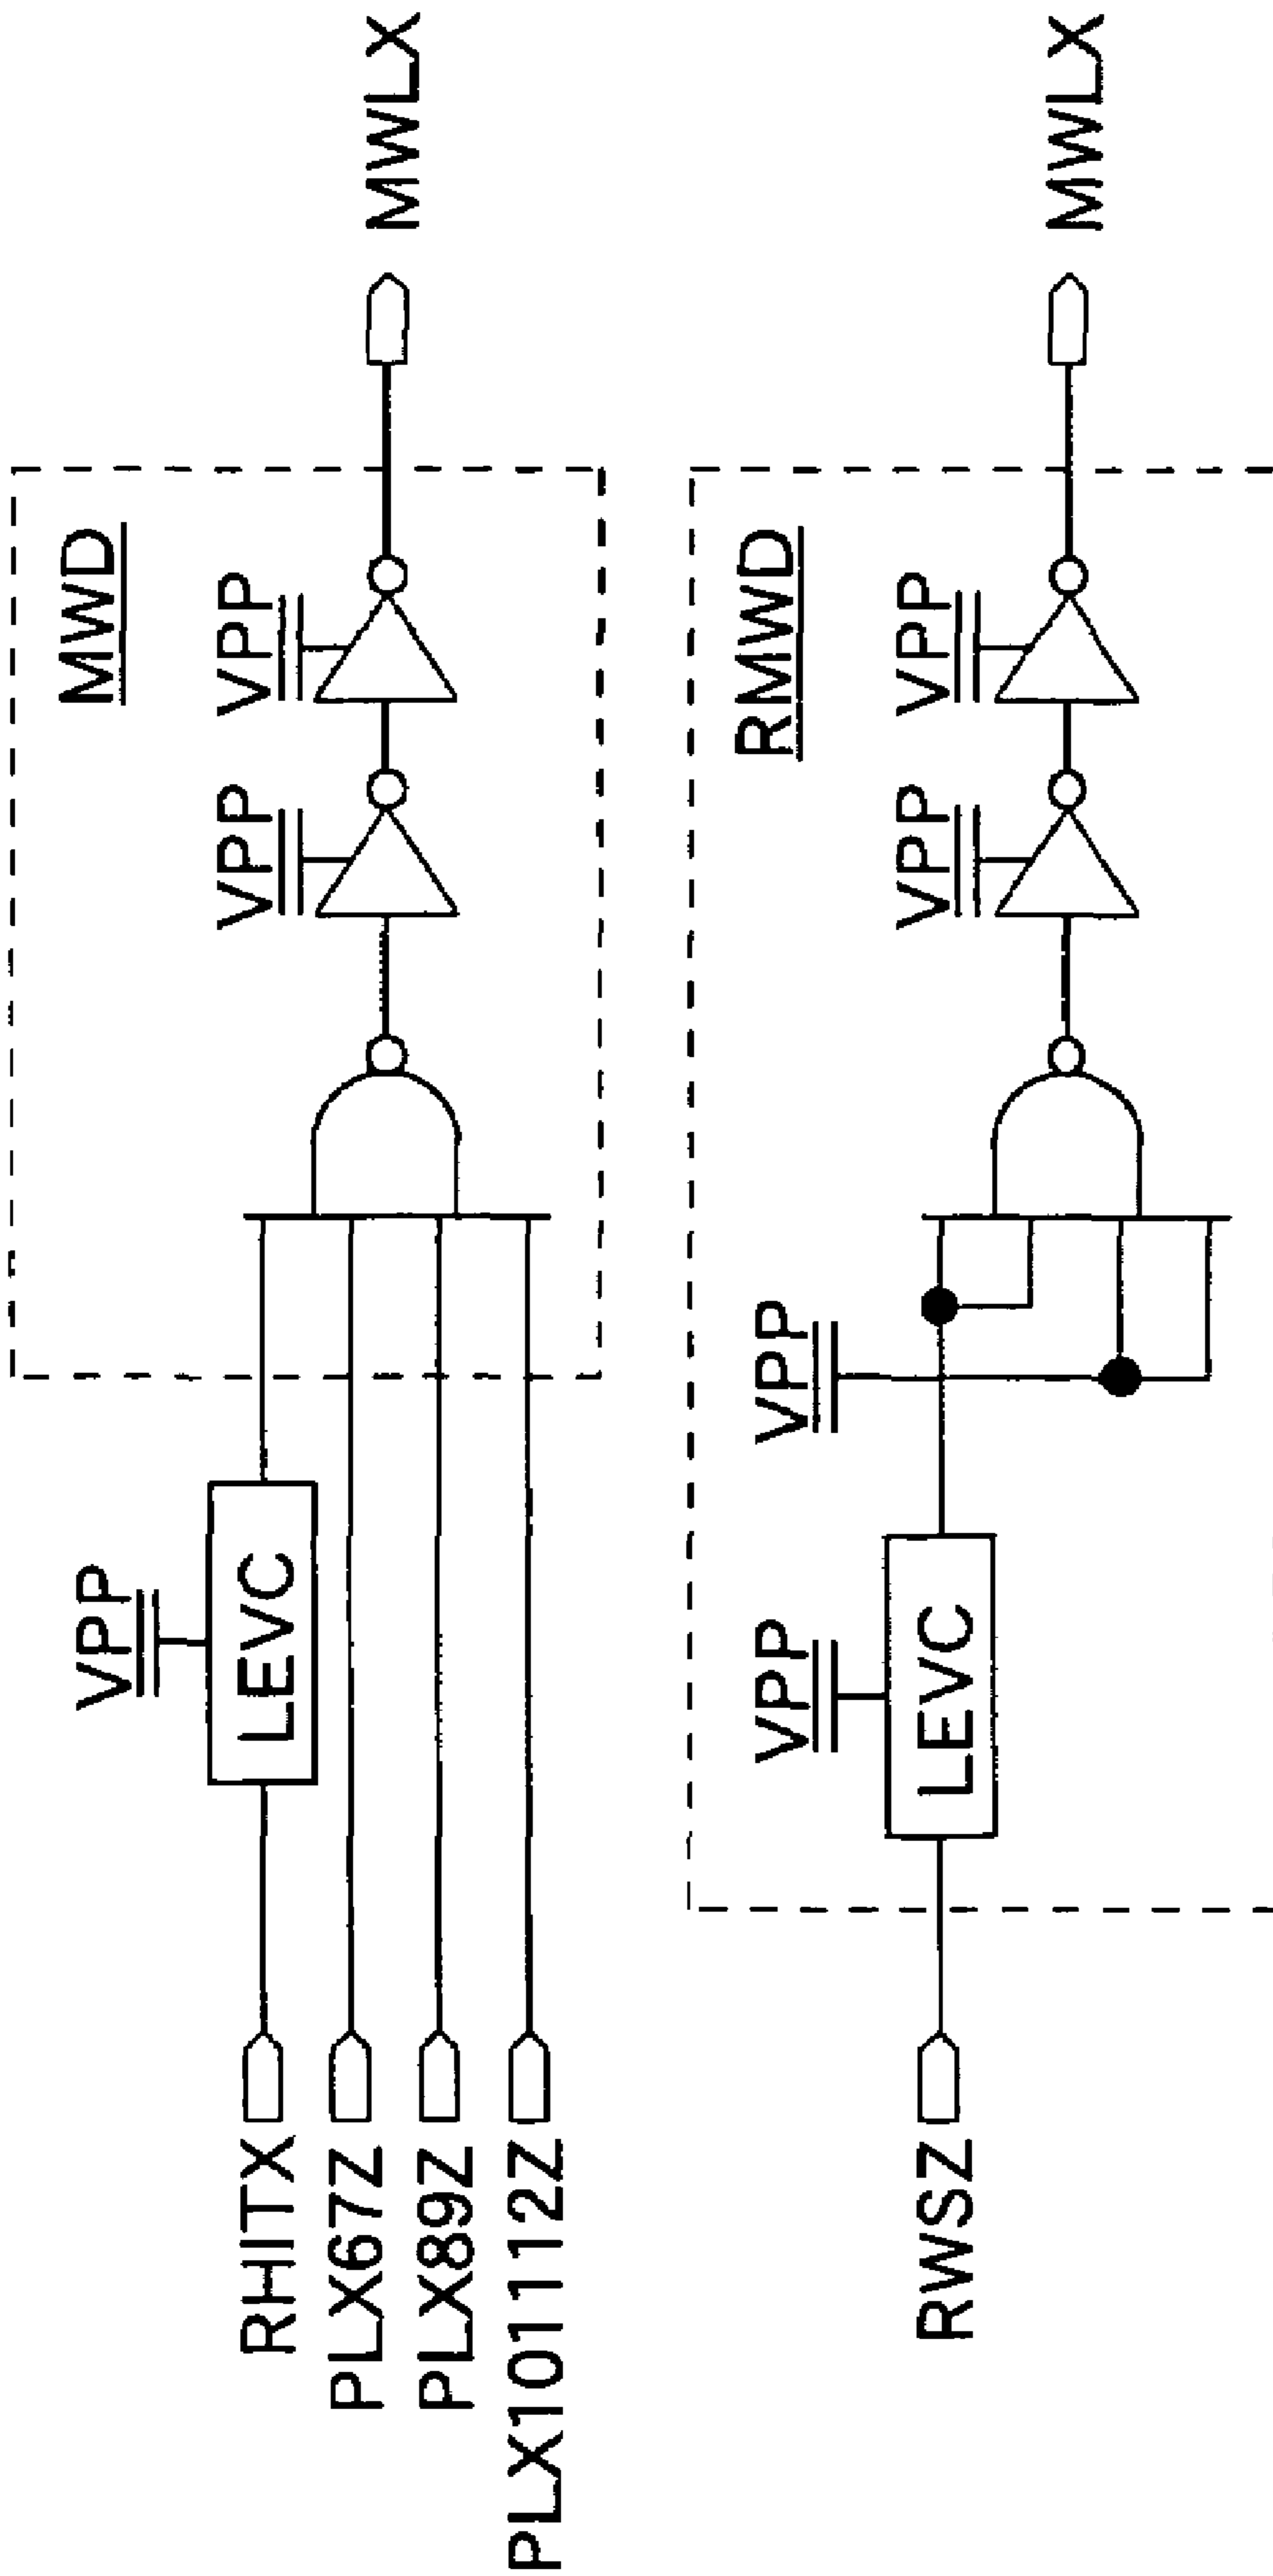 MWD
VPP
VPP
VPP
LEVC
RHITX
PLX67Z
PLX89Z
PLX101112Z
MWLX
RMWD
VPP
VPP
VPP
VPP
LEVC
RWSZ
MWLX